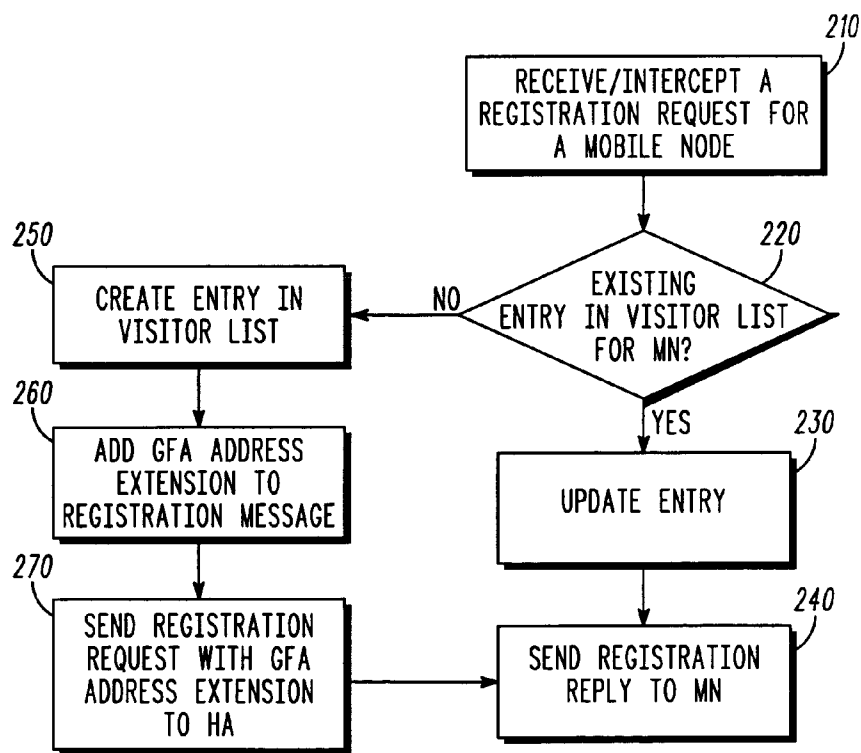 210
RECEIVE/INTERCEPT A
REGISTRATION REQUEST FOR
A MOBILE NODE
220
EXISTING
ENTRY IN VISITOR LIST
FOR MN?
NO
YES
250
CREATE ENTRY IN
VISITOR LIST
260
ADD GFA ADDRESS
EXTENSION TO
REGISTRATION MESSAGE
270
SEND REGISTRATION
REQUEST WITH GFA
ADDRESS EXTENSION
TO HA
230
UPDATE ENTRY
240
SEND REGISTRATION
REPLY TO MN